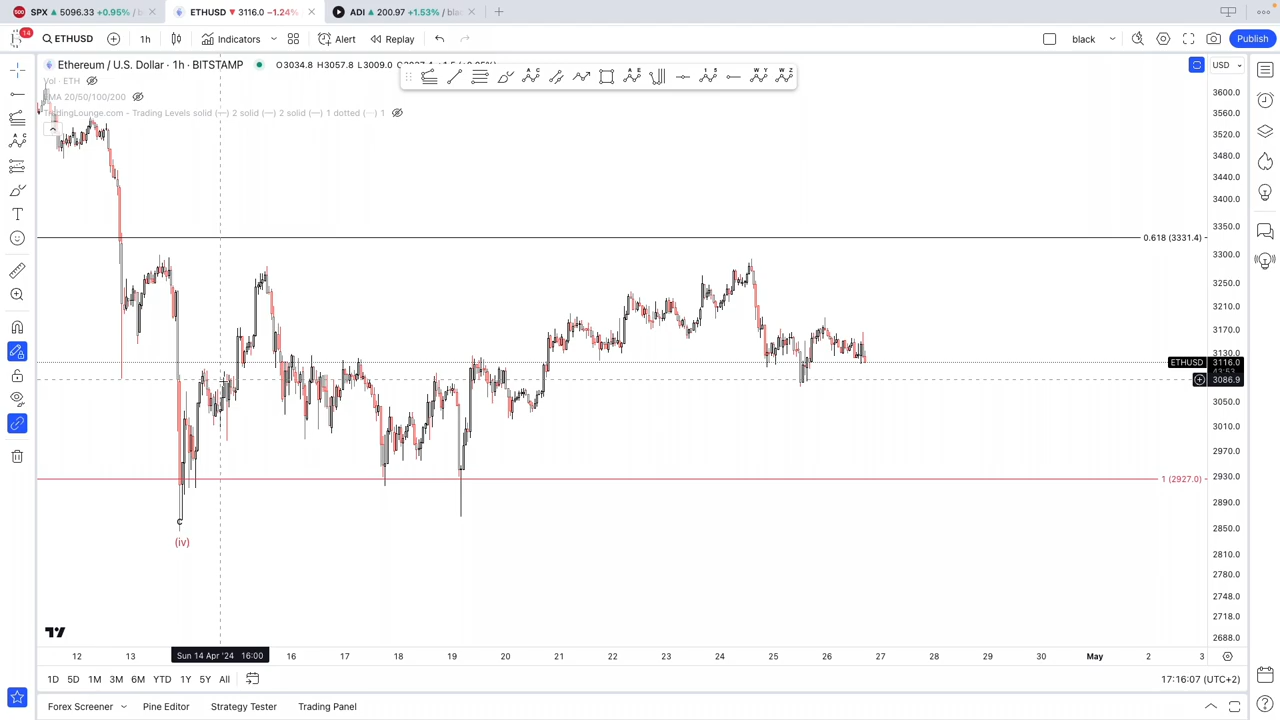 SPX ▲ 5096.33 +0.95% / b
ETHUSD ▼ 3116.0 −1.24%
ADI ▲ 200.97 +1.53% / blac
14
ETHUSD
1h
Indicators
Alert
Replay
black
Publish
Ethereum / U.S. Dollar · 1h · BITSTAMP
O3034.8 H3057.8 L3009.0
Vol · ETH
EMA 20/50/100/200
TradingLounge.com - Trading Levels solid (—) 2 solid (—) 2 solid (—) 1 dotted (—) 1
USD
3600.0
3560.0
3520.0
3480.0
3440.0
3400.0
3350.0
0.618 (3331.4)
3300.0
3250.0
3210.0
3170.0
3130.0
ETHUSD 3116.0
43:53
3086.9
3050.0
3010.0
2970.0
1 (2927.0) 2930.0
2890.0
2850.0
2810.0
2780.0
2748.0
2718.0
2688.0
c
(iv)
12 13 Sun 14 Apr '24 16:00 16 17 18 19 20 21 22 23 24 25 26 27 28 29 30 May 2 3
1D 5D 1M 3M 6M YTD 1Y 5Y All
17:16:07 (UTC+2)
Forex Screener Pine Editor Strategy Tester Trading Panel